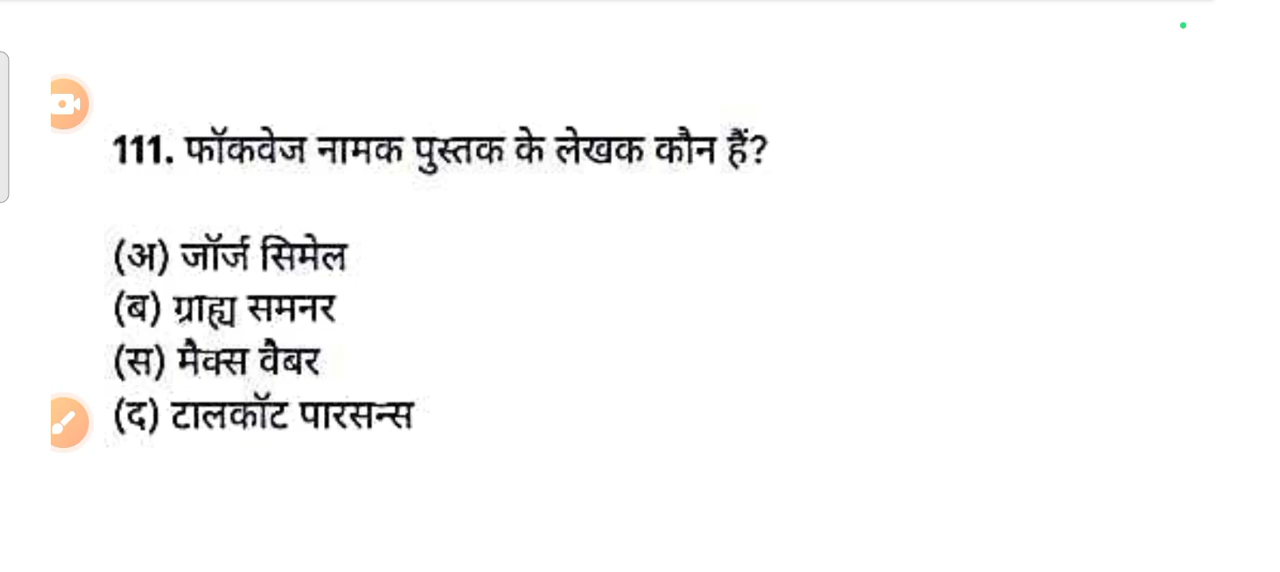 111. फॉकवेज नामक पुस्तक के लेखक कौन हैं?
(अ) जॉर्ज सिमेल
(ब) ग्राह्य समनर
(स) मैक्स वैबर
(द) टालकॉट पारसन्स